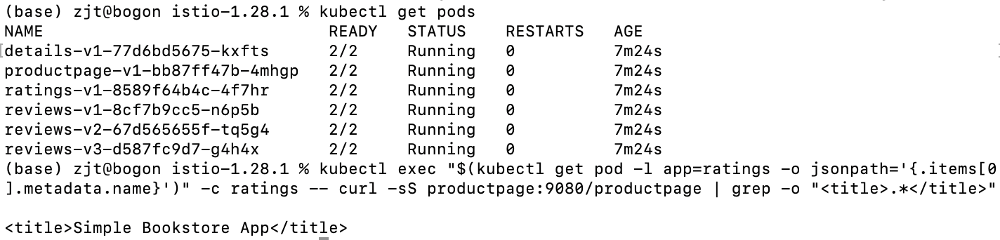 (base) zjt@bogon istio-1.28.1 % kubectl get pods
NAME                             READY   STATUS    RESTARTS   AGE
details-v1-77d6bd5675-kxfts      2/2     Running   0          7m24s
productpage-v1-bb87ff47b-4mhgp   2/2     Running   0          7m24s
ratings-v1-8589f64b4c-4f7hr      2/2     Running   0          7m24s
reviews-v1-8cf7b9cc5-n6p5b       2/2     Running   0          7m24s
reviews-v2-67d565655f-tq5g4      2/2     Running   0          7m24s
reviews-v3-d587fc9d7-g4h4x       2/2     Running   0          7m24s
(base) zjt@bogon istio-1.28.1 % kubectl exec "$(kubectl get pod -l app=ratings -o jsonpath='{.items[0
].metadata.name}')" -c ratings -- curl -sS productpage:9080/productpage | grep -o "<title>.*</title>"
<title>Simple Bookstore App</title>